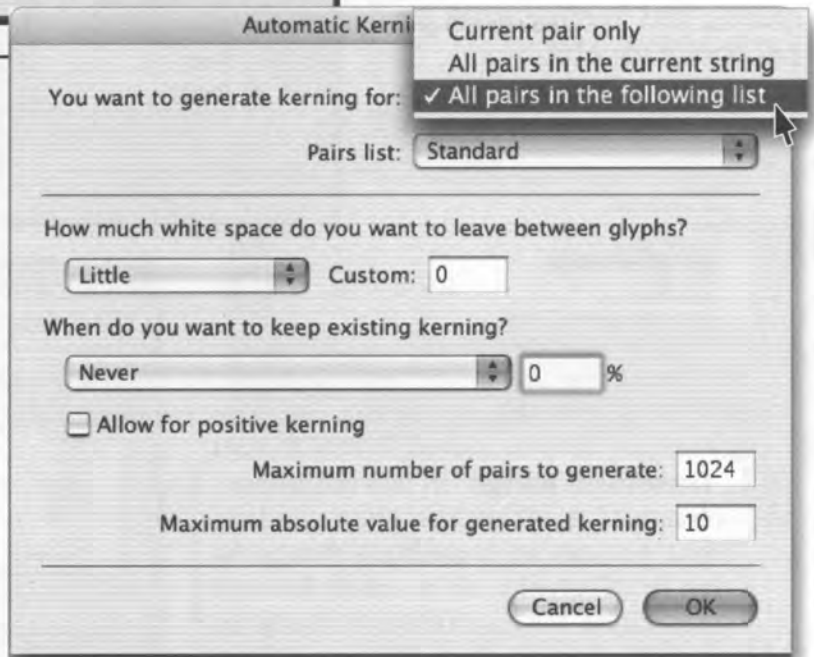 Automatic Kerni
Current pair only
All pairs in the current string
You want to generate kerning for: ✓ All pairs in the following list
Pairs list: Standard
How much white space do you want to leave between glyphs?
Little Custom: 0
When do you want to keep existing kerning?
Never 0 %
Allow for positive kerning
Maximum number of pairs to generate: 1024
Maximum absolute value for generated kerning: 10
Cancel OK